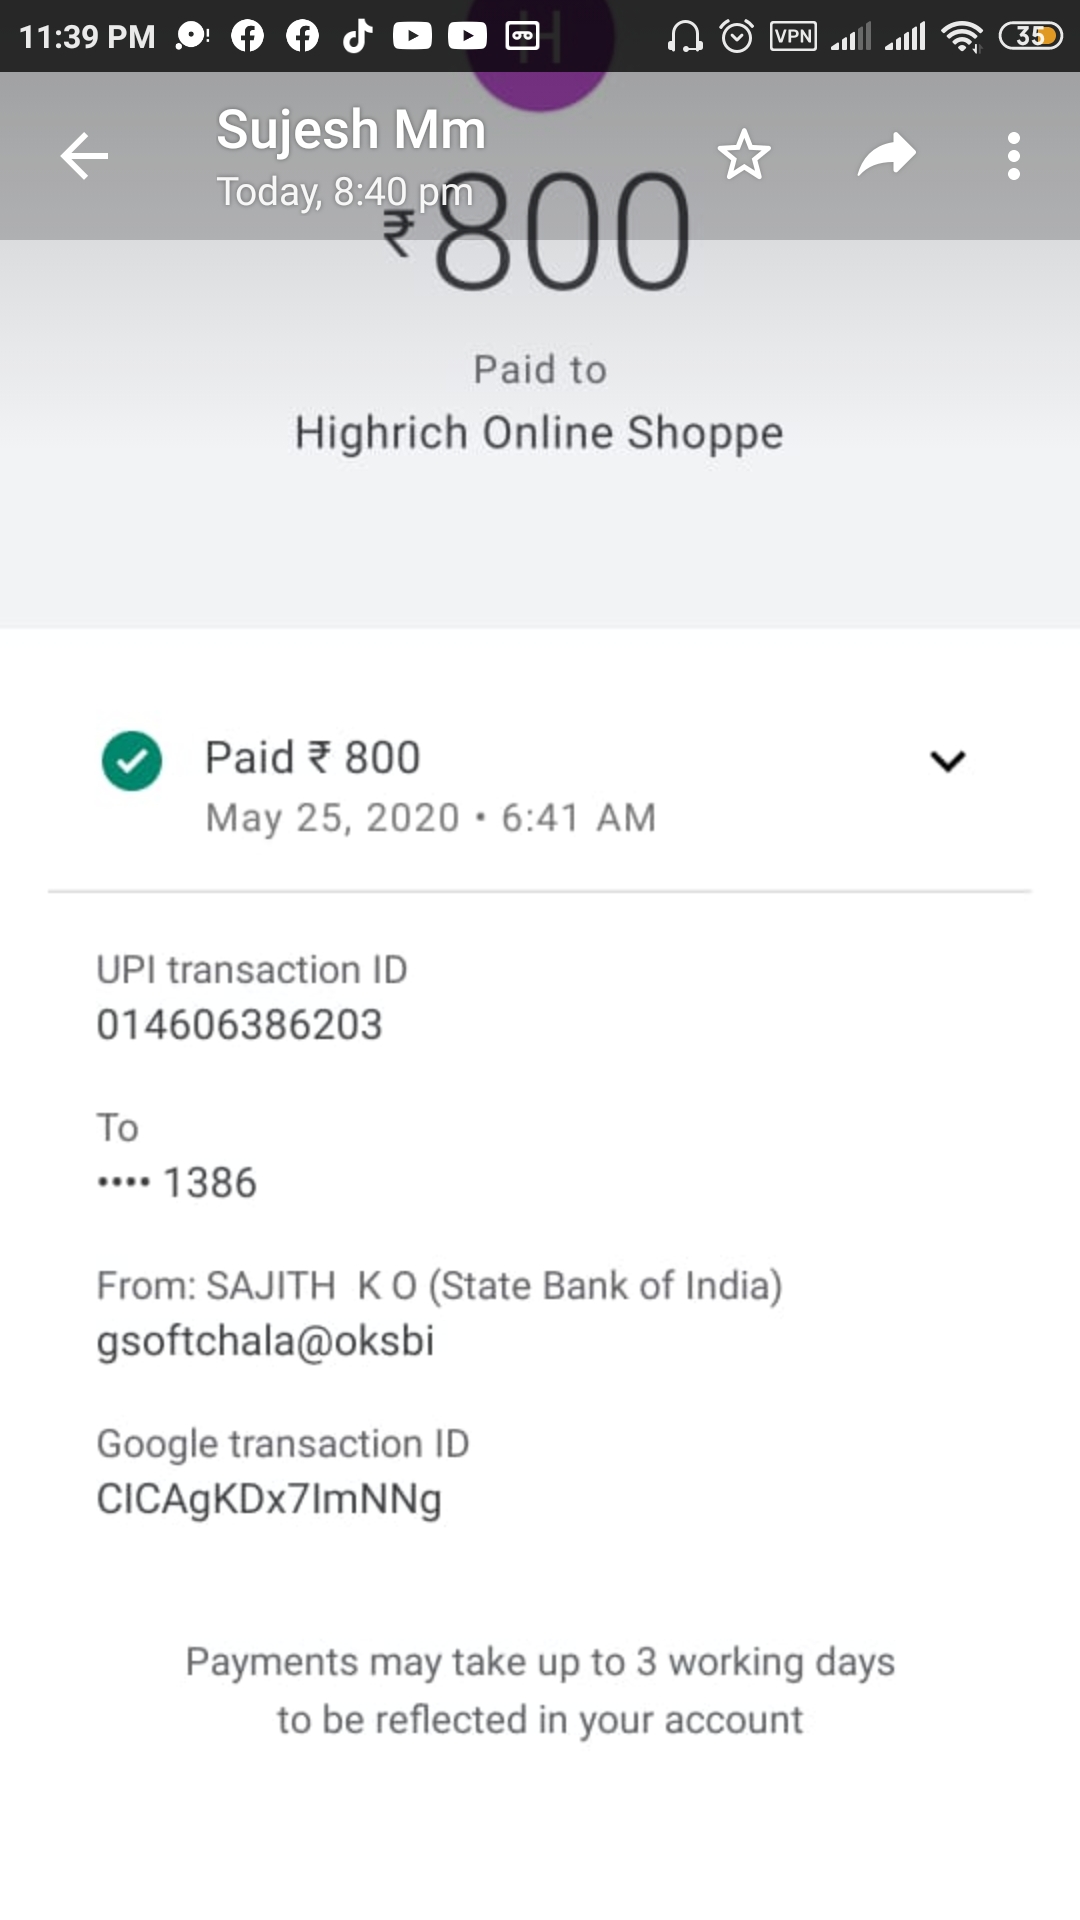 11:39 PM
VPN
35
H
Sujesh Mm
Today, 8:40 pm
₹800
Paid to
Highrich Online Shoppe
Paid ₹ 800
May 25, 2020 • 6:41 AM
UPI transaction ID
014606386203
To
•••• 1386
From: SAJITH  K O (State Bank of India)
gsoftchala@oksbi
Google transaction ID
CICAgKDx7ImNNg
Payments may take up to 3 working days
to be reflected in your account